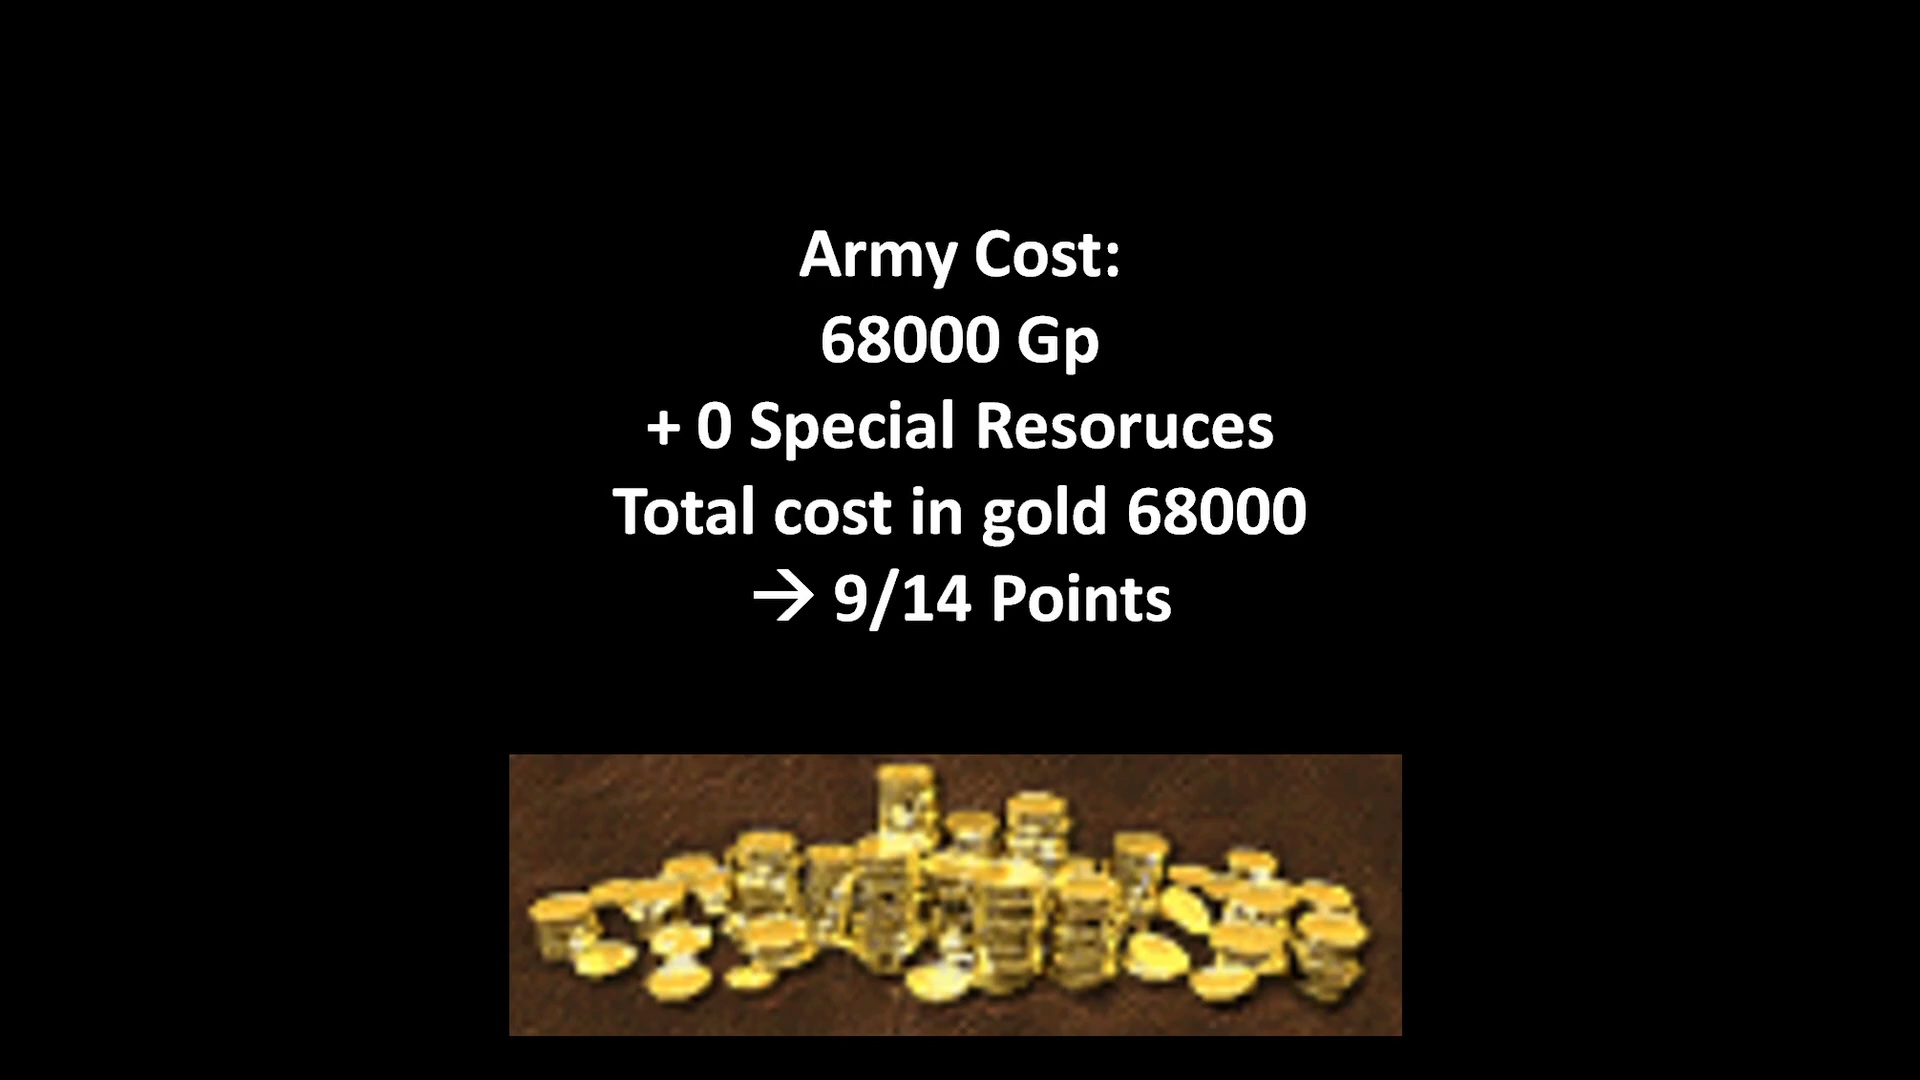 Army Cost:
68000 Gp
+ 0 Special Resoruces
Total cost in gold 68000
→ 9/14 Points